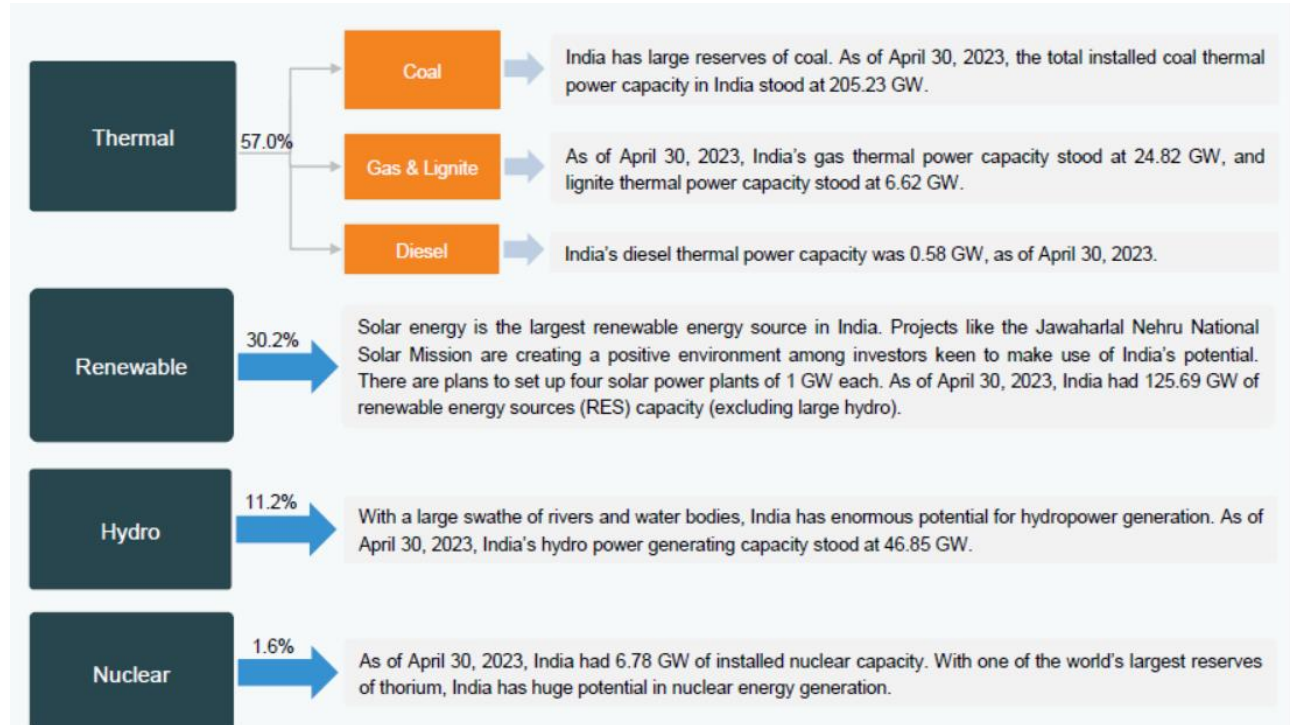 Thermal
57.0%
Coal
India has large reserves of coal. As of April 30, 2023, the total installed coal thermal
power capacity in India stood at 205.23 GW.
Gas & Lignite
As of April 30, 2023, India's gas thermal power capacity stood at 24.82 GW, and
lignite thermal power capacity stood at 6.62 GW.
Diesel
India's diesel thermal power capacity was 0.58 GW, as of April 30, 2023.
Renewable
30.2%
Solar energy is the largest renewable energy source in India. Projects like the Jawaharlal Nehru National
Solar Mission are creating a positive environment among investors keen to make use of India's potential.
There are plans to set up four solar power plants of 1 GW each. As of April 30, 2023, India had 125.69 GW of
renewable energy sources (RES) capacity (excluding large hydro).
Hydro
11.2%
With a large swathe of rivers and water bodies, India has enormous potential for hydropower generation. As of
April 30, 2023, India's hydro power generating capacity stood at 46.85 GW.
Nuclear
1.6%
As of April 30, 2023, India had 6.78 GW of installed nuclear capacity. With one of the world's largest reserves
of thorium, India has huge potential in nuclear energy generation.